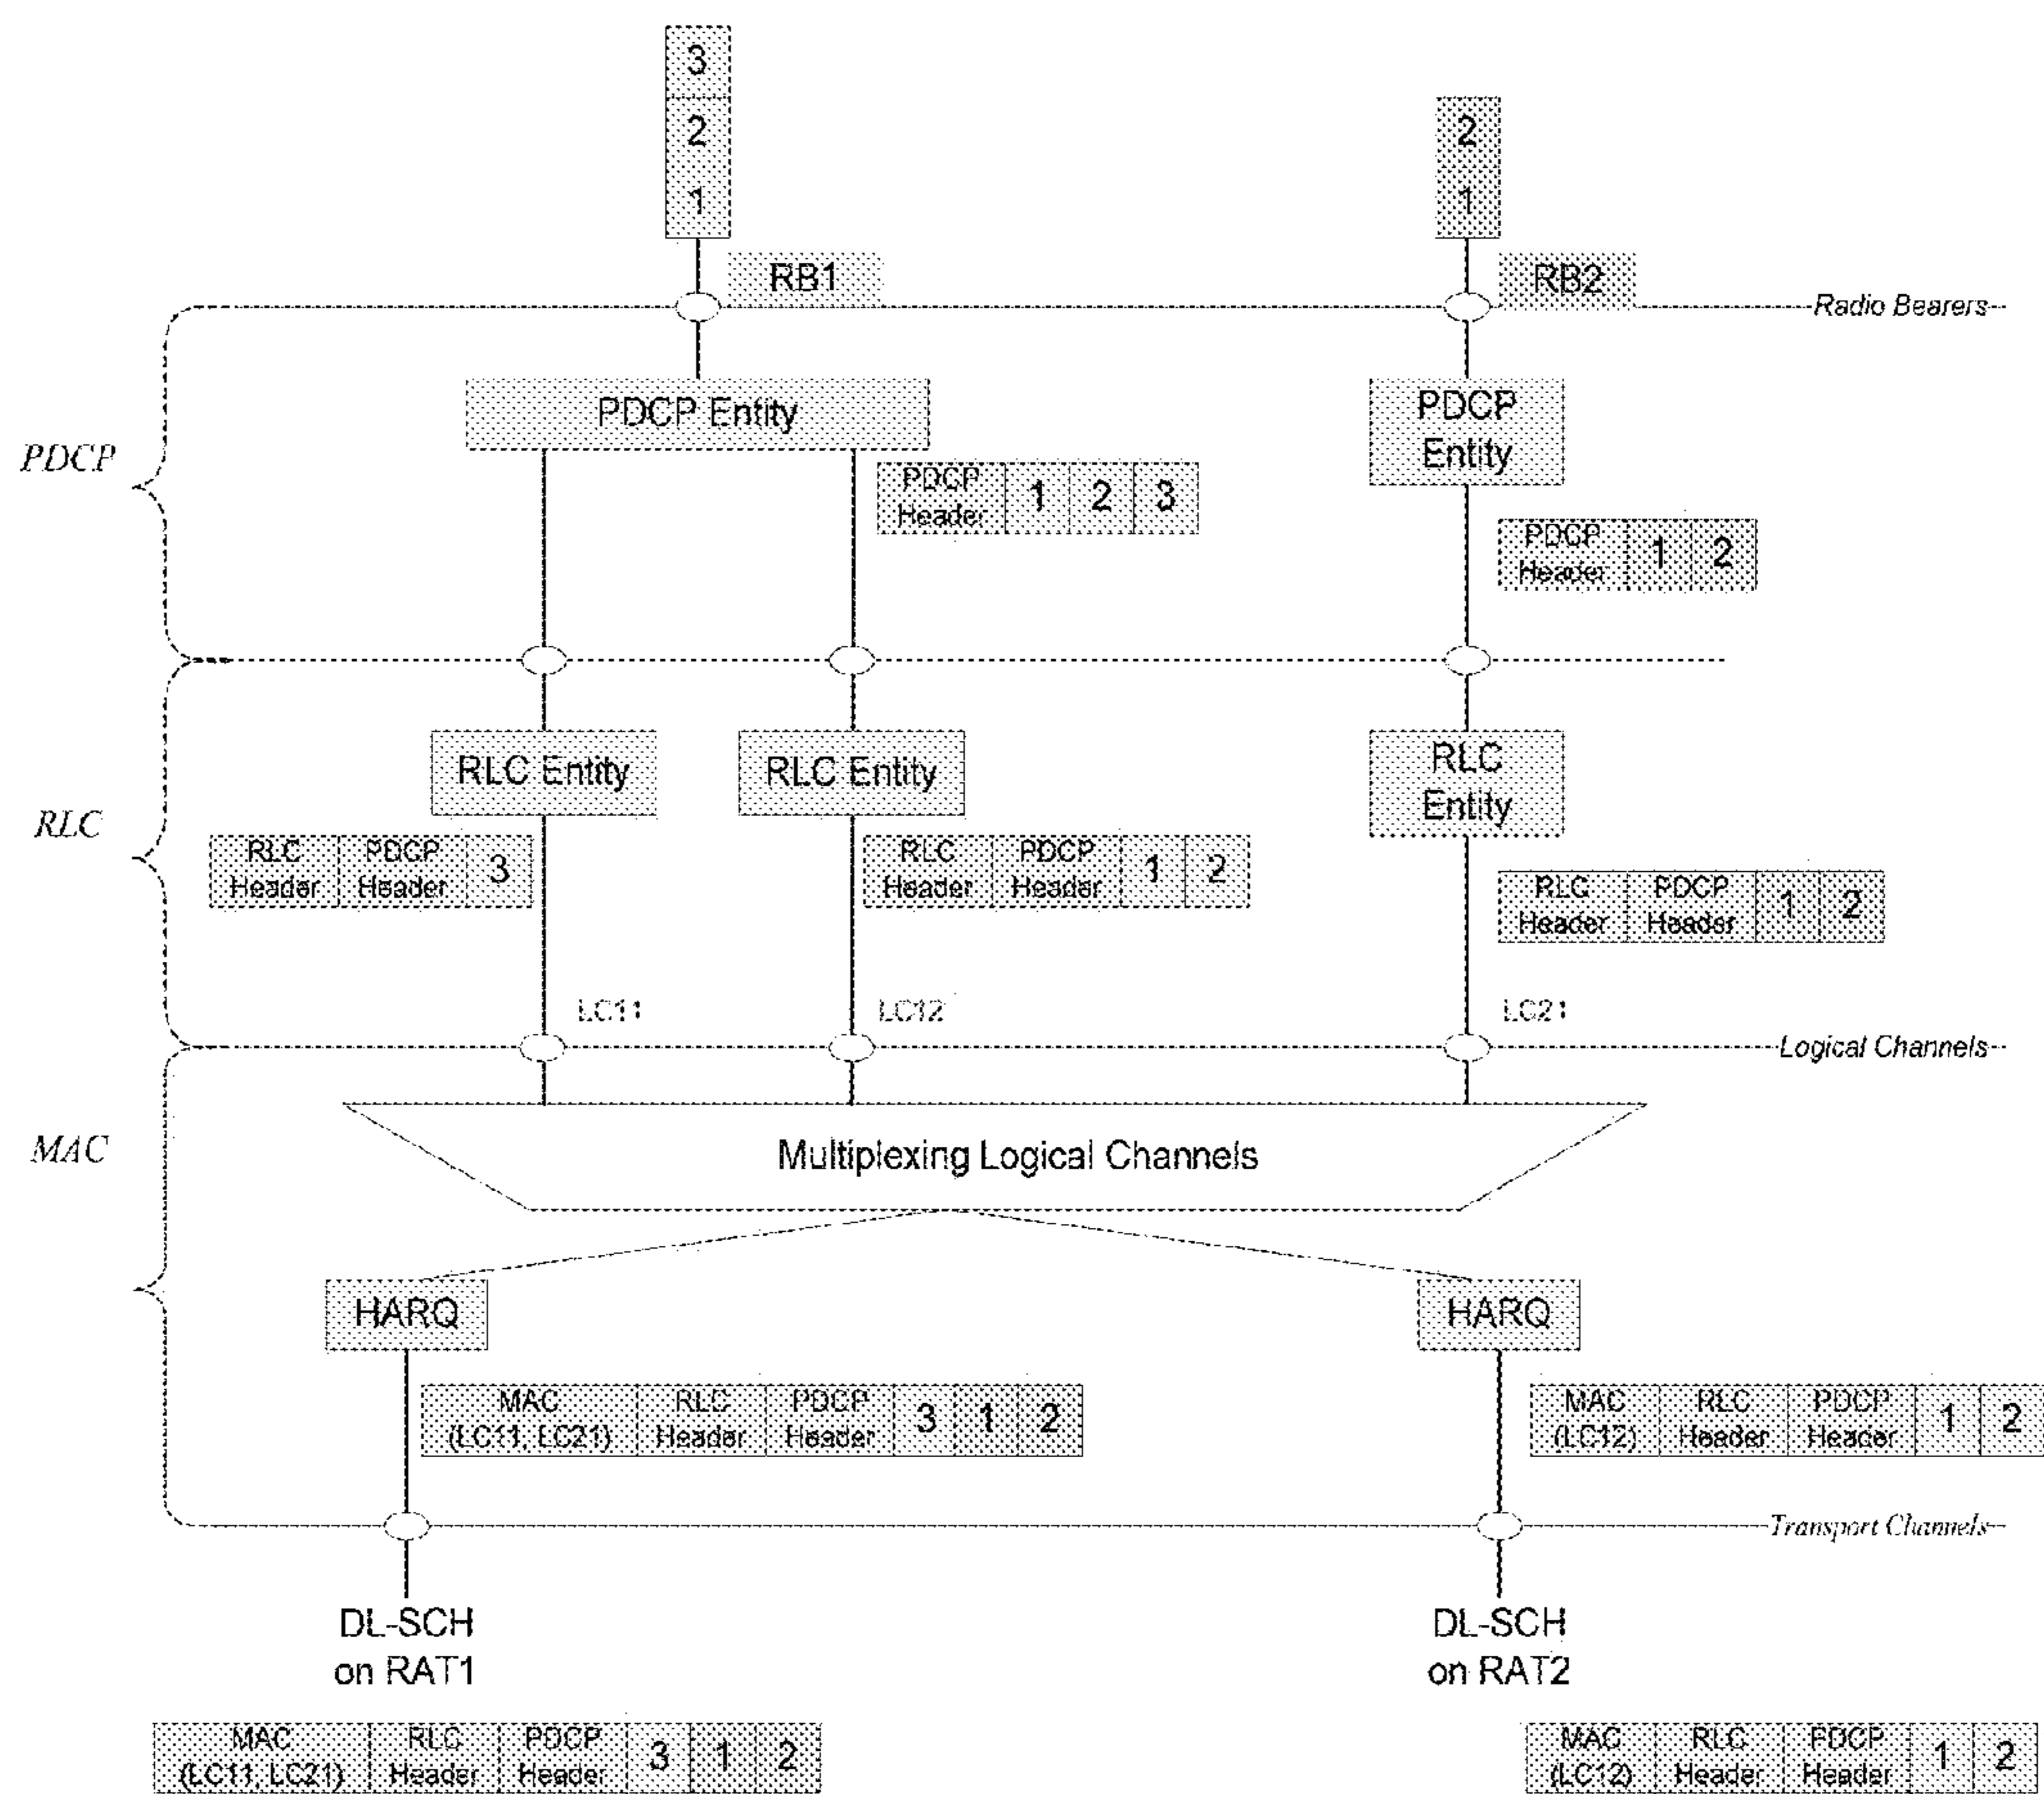 3
2
1
2
1
RB1
RB2
Radio Bearers
PDCP Entity
PDCP
Entity
PDCP
PDCP
Header
1
2
3
PDCP
Header
1
2
RLC Entity
RLC Entity
RLC
Entity
RLC
RLC
Header
PDCP
Header
3
RLC
Header
PDCP
Header
1
2
RLC
Header
PDCP
Header
1
2
LC11
LC12
LC21
Logical Channels
MAC
Multiplexing Logical Channels
HARQ
HARQ
MAC
(LC11, LC21)
RLC
Header
PDCP
Header
3
1
2
MAC
(LC12)
RLC
Header
PDCP
Header
1
2
Transport Channels
DL-SCH
on RAT1
DL-SCH
on RAT2
MAC
(LC11, LC21)
RLC
Header
PDCP
Header
3
1
2
MAC
(LC12)
RLC
Header
PDCP
Header
1
2